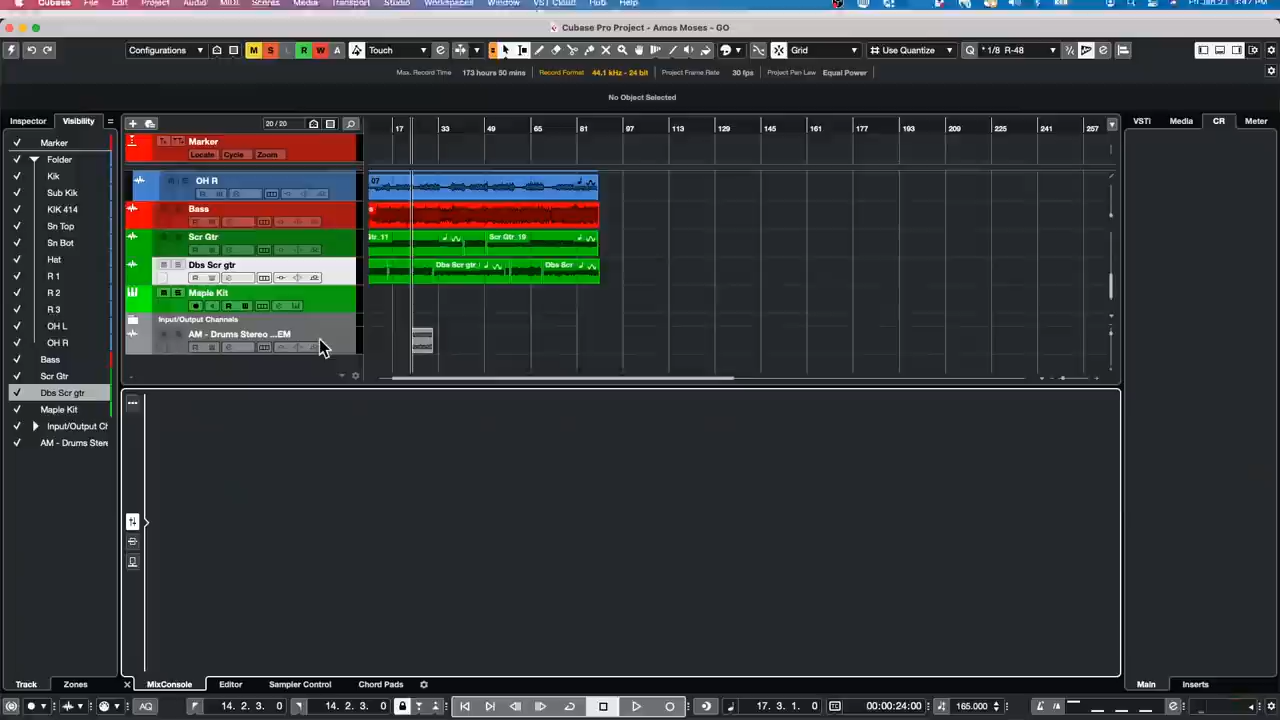 Cubase File Edit Project Audio MIDI Scores Media Transport Studio Workspaces Window VST Cloud Hub Help
Cubase Pro Project - Amos Moses - GO
Configurations M S L R W A Touch Grid Use Quantize Q 1/8 R-48
Max. Record Time 173 hours 50 mins Record Format 44.1 kHz - 24 bit Project Frame Rate 30 fps Project Pan Law Equal Power
No Object Selected
Inspector Visibility 20 / 20 17 33 49 65 81 97 113 129 145 161 177 193 209 225 241 257 VSTi Media CR Meter
Marker
Locate Cycle Zoom
OH R 07
Bass
Scr Gtr Gtr_11 Scr Gtr_19
Dbs Scr gtr Dbs Scr gtr Dbs Scr
Maple Kit
Input/Output Channels
AM - Drums Stereo ...EM
Marker
Folder
Kik
Sub Kik
KIK 414
Sn Top
Sn Bot
Hat
R 1
R 2
R 3
OH L
OH R
Bass
Scr Gtr
Dbs Scr gtr
Maple Kit
Input/Output Ch
AM - Drums Stere
Track Zones MixConsole Editor Sampler Control Chord Pads Main Inserts
AQ 14. 2. 3. 0 14. 2. 3. 0 17. 3. 1. 0 00:00:24:00 165.000